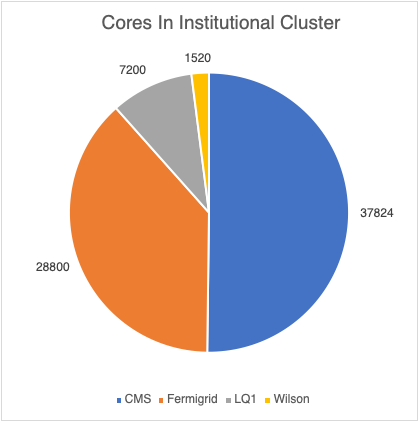 Cores In Institutional Cluster
1520
7200
37824
28800
CMS Fermigrid LQ1 Wilson